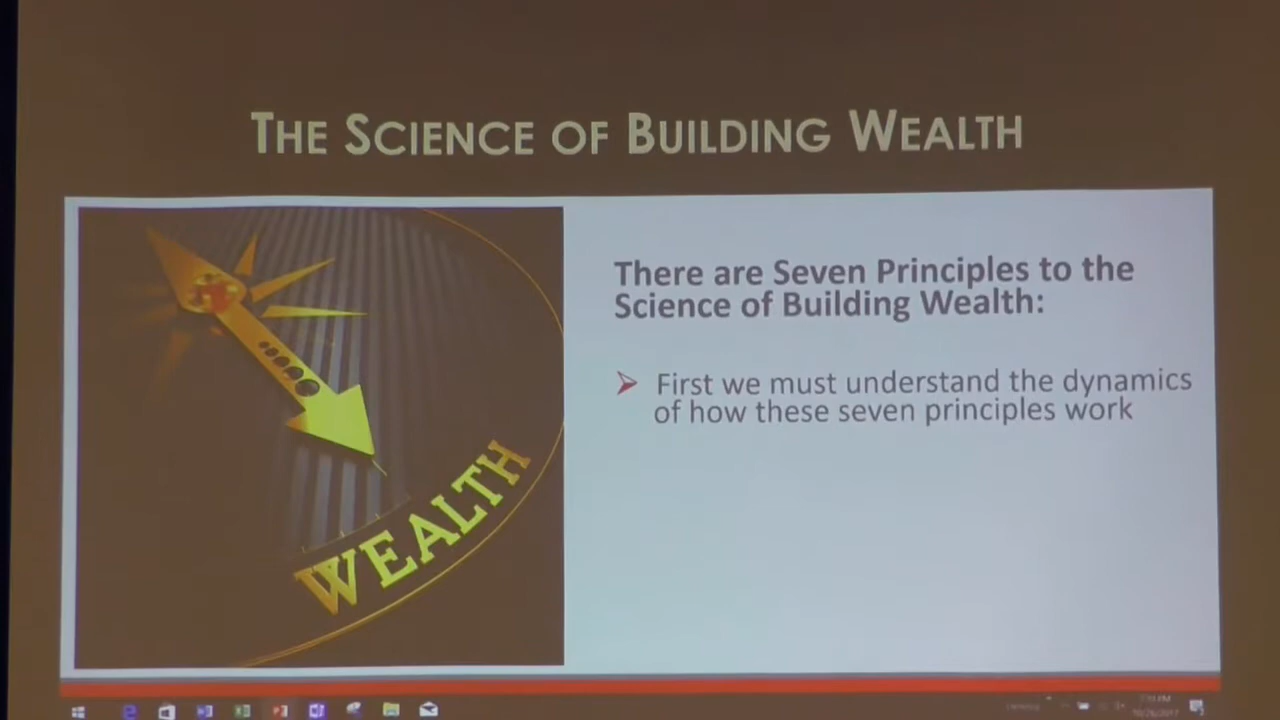 THE SCIENCE OF BUILDING WEALTH
There are Seven Principles to the
Science of Building Wealth:
First we must understand the dynamics
of how these seven principles work
WEALTH